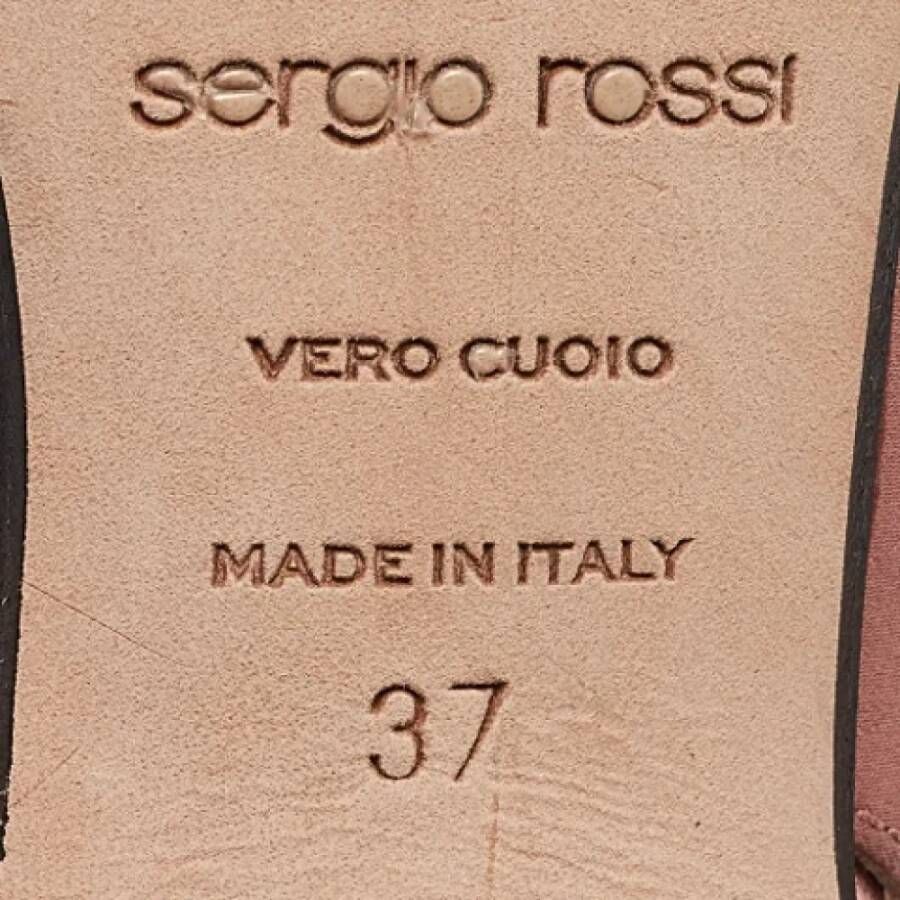 sergio rossi
VERO CUOIO
MADE IN ITALY
37